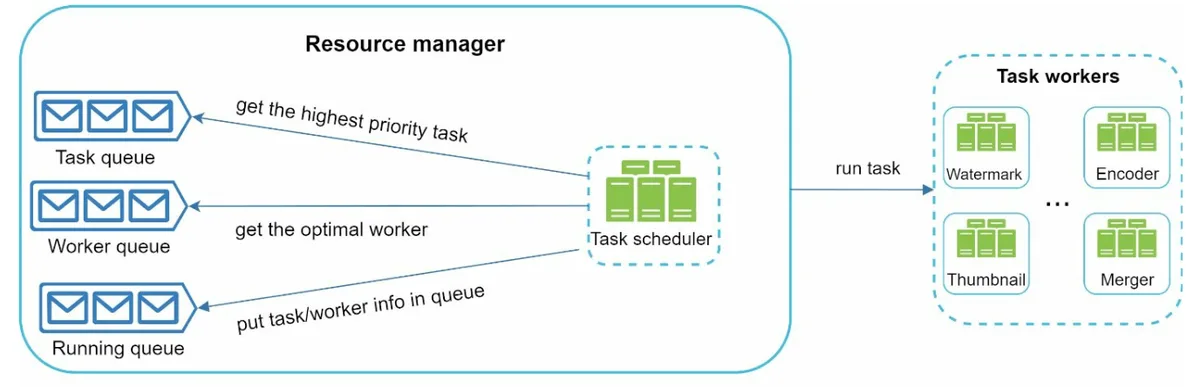 Resource manager
get the highest priority task
Task queue
get the optimal worker
Worker queue
Task scheduler
put task/worker info in queue
Running queue
run task
Task workers
Watermark
Encoder
...
Thumbnail
Merger